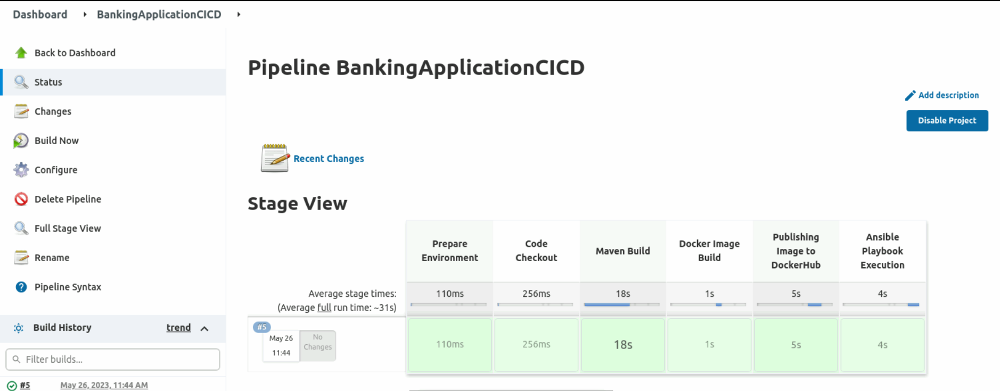 Dashboard BankingApplicationCICD
Back to Dashboard
Status
Changes
Build Now
Configure
Delete Pipeline
Full Stage View
Rename
Pipeline Syntax
Build History trend
Filter builds...
#5 May 26, 2023, 11:44 AM
Pipeline BankingApplicationCICD
Add description
Disable Project
Recent Changes
Stage View
Prepare
Environment
Code
Checkout
Maven Build
Docker Image
Build
Publishing
Image to
DockerHub
Ansible
Playbook
Execution
Average stage times:
(Average full run time: ~31s)
110ms 256ms 18s 1s 5s 4s
#5
May 26
11:44
No
Changes
110ms 256ms 18s 1s 5s 4s